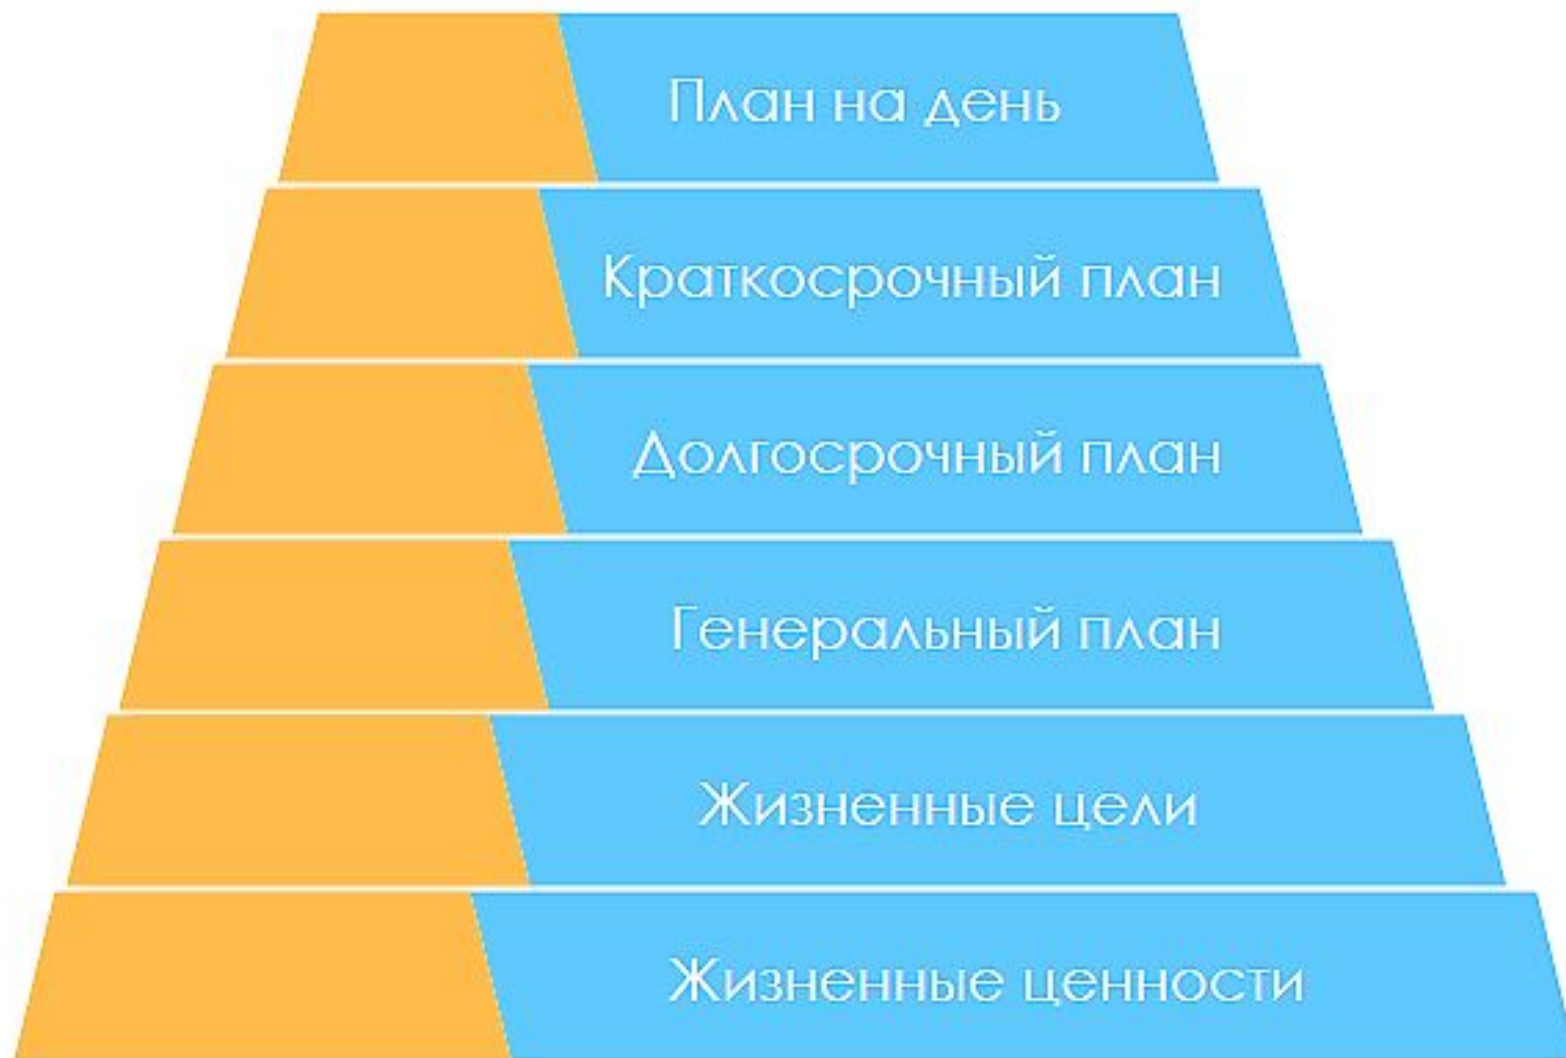 План на день
Краткосрочный план
Долгосрочный план
Генеральный план
Жизненные цели
Жизненные ценности